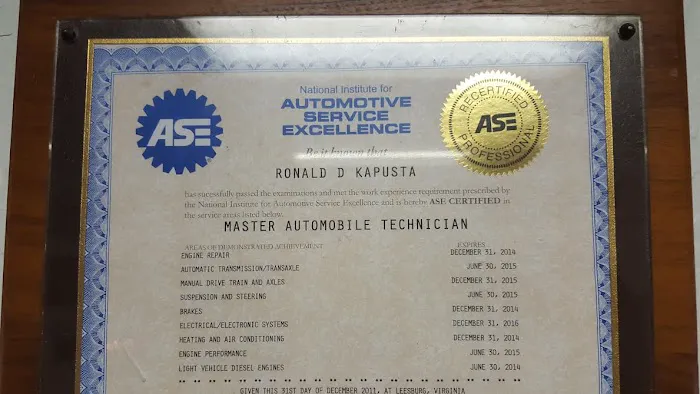 ASE
National Institute for
AUTOMOTIVE
SERVICE
EXCELLENCE
RECERTIFIED
ASE
PROFESSIONAL
Be it known that
RONALD D KAPUSTA
has sucessfully passed the examinations and met the work experience requirement prescribed by
the National Institute for Automotive Service Excellence and is hereby ASE CERTIFIED in
the service areas listed below.
MASTER AUTOMOBILE TECHNICIAN
AREAS OF DEMONSTRATED ACHIEVEMENT EXPIRES
ENGINE REPAIR DECEMBER 31, 2014
AUTOMATIC TRANSMISSION/TRANSAXLE JUNE 30, 2015
MANUAL DRIVE TRAIN AND AXLES DECEMBER 31, 2015
SUSPENSION AND STEERING JUNE 30, 2015
BRAKES DECEMBER 31, 2014
ELECTRICAL/ELECTRONIC SYSTEMS DECEMBER 31, 2016
HEATING AND AIR CONDITIONING DECEMBER 31, 2014
ENGINE PERFORMANCE JUNE 30, 2015
LIGHT VEHICLE DIESEL ENGINES JUNE 30, 2014
GIVEN THIS 31ST DAY OF DECEMBER 2011, AT LEESBURG, VIRGINIA